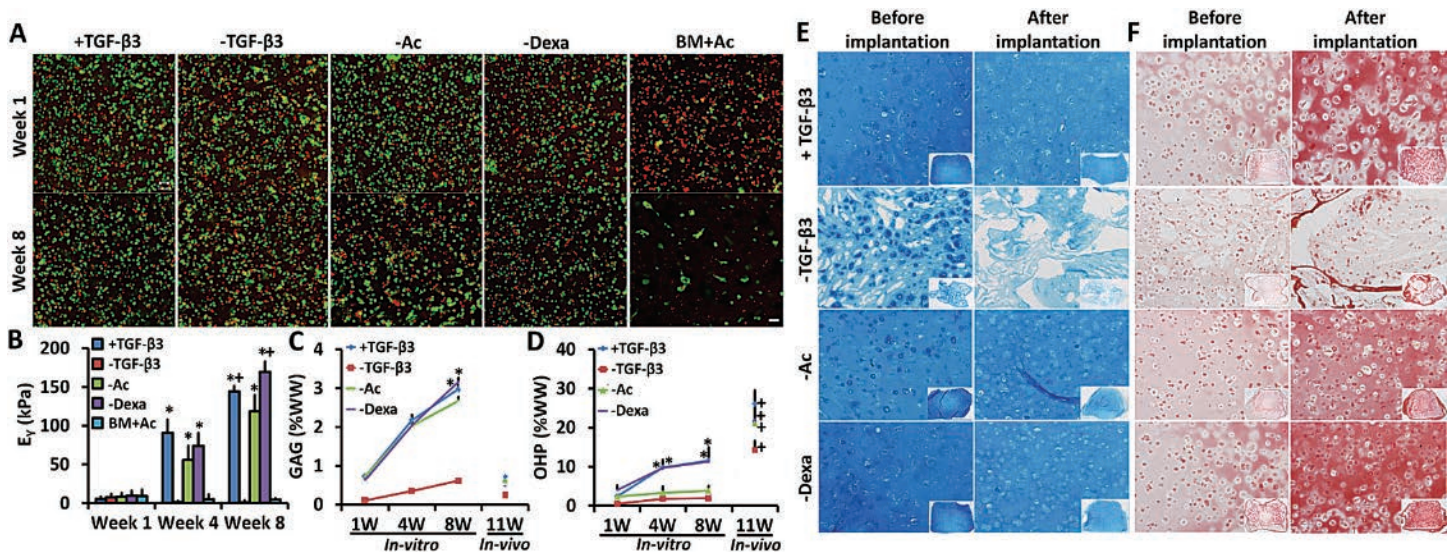 A
+TGF-β3 -TGF-β3 -Ac -Dexa BM+Ac
Week 1
Week 8
B
E_Y (kPa)
200
150
100
50
0
+TGF-β3
-TGF-β3
-Ac
-Dexa
BM+Ac
* * * *+ * *+
Week 1 Week 4 Week 8
C
GAG (%WW)
4
3
2
1
0
+TGF-β3
-TGF-β3
-Ac
-Dexa
* *
1W 4W 8W 11W
In-vitro In-vivo
D
OHP (%WW)
40
30
20
10
0
+TGF-β3
-TGF-β3
-Ac
-Dexa
* * * *
+
+
+
+
1W 4W 8W 11W
In-vitro In-vivo
E
Before implantation
After implantation
+ TGF-β3
-TGF-β3
-Ac
-Dexa
F
Before implantation
After implantation